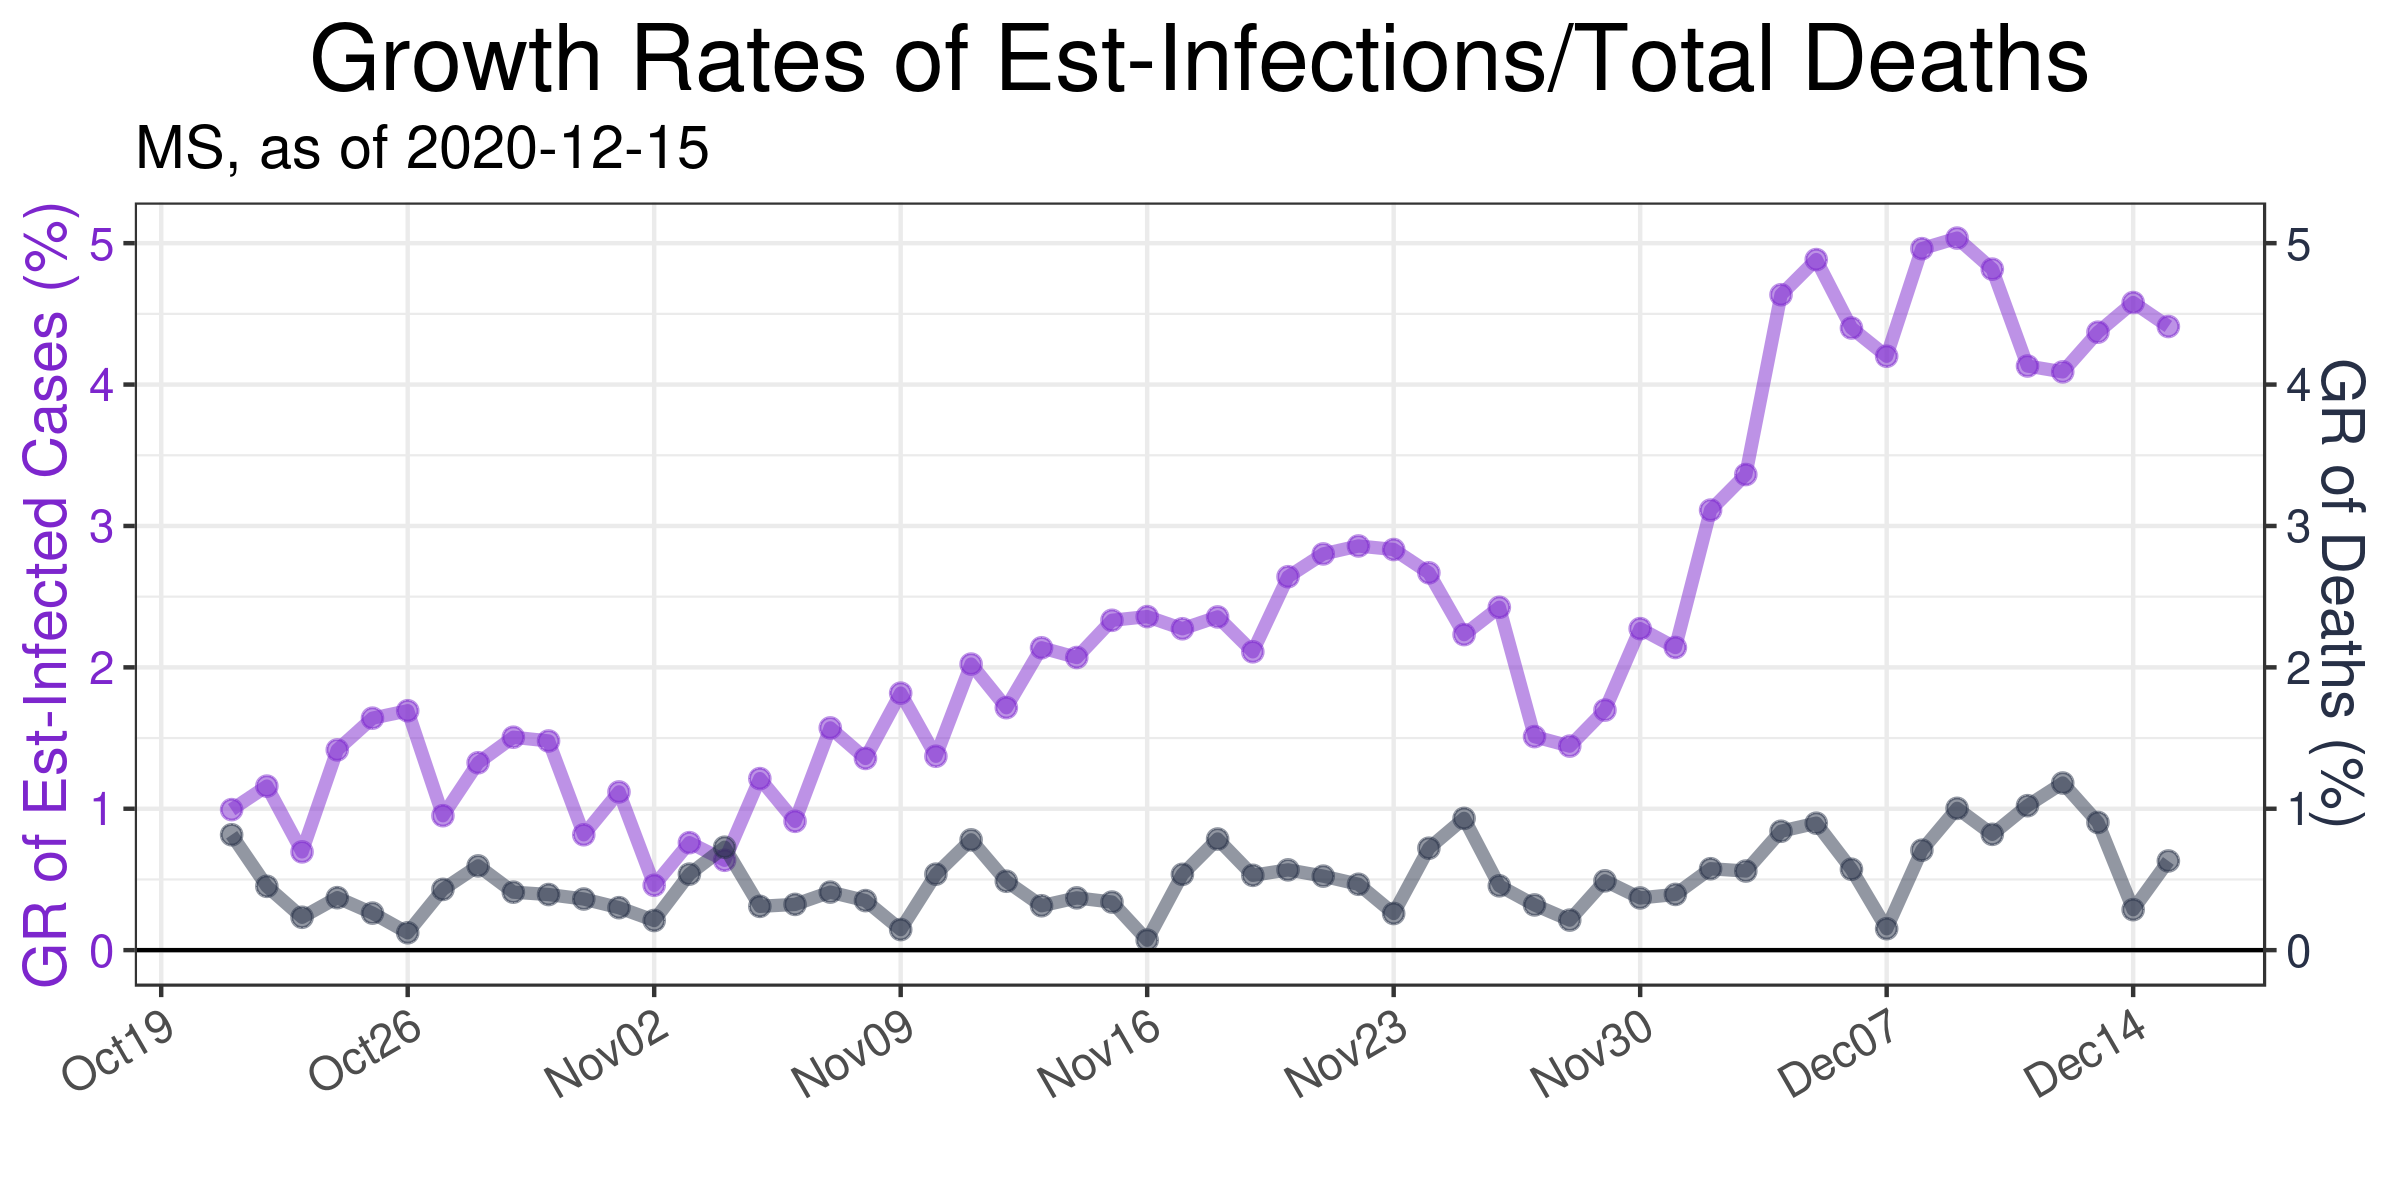 Growth Rates of Est-Infections/Total Deaths
MS, as of 2020-12-15
GR of Est-Infected Cases (%)
5
4
3
2
1
0
5
4
3
2
1
0
GR of Deaths (%)
Oct19
Oct26
Nov02
Nov09
Nov16
Nov23
Nov30
Dec07
Dec14